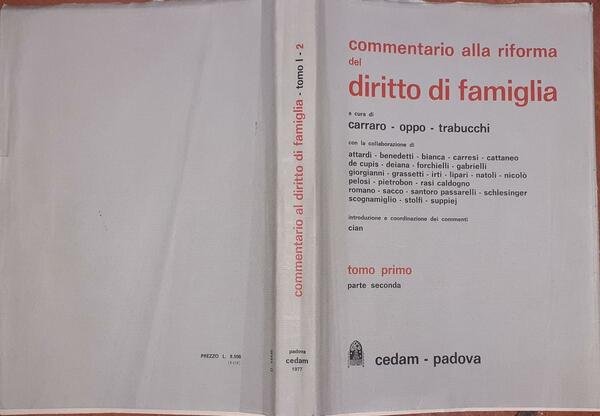 commentario alla riforma
del
diritto di famiglia
a cura di
carraro - oppo - trabucchi
con la collaborazione di
attardi - benedetti - bianca - carresi - cattaneo
de cupis - deiana - forchielli - gabrielli
giorgianni - grassetti - irti - lipari - natoli - nicolò
pelosi - pietrobon - rasi caldogno
romano - sacco - santoro passarelli - schlesinger
scognamiglio - stolfi - suppiej
introduzione e coordinazione dei commenti
cian
tomo primo
parte seconda
cedam - padova
commentario al diritto di famiglia - tomo I - 2
padova
cedam
1977
PREZZO L. 8.500